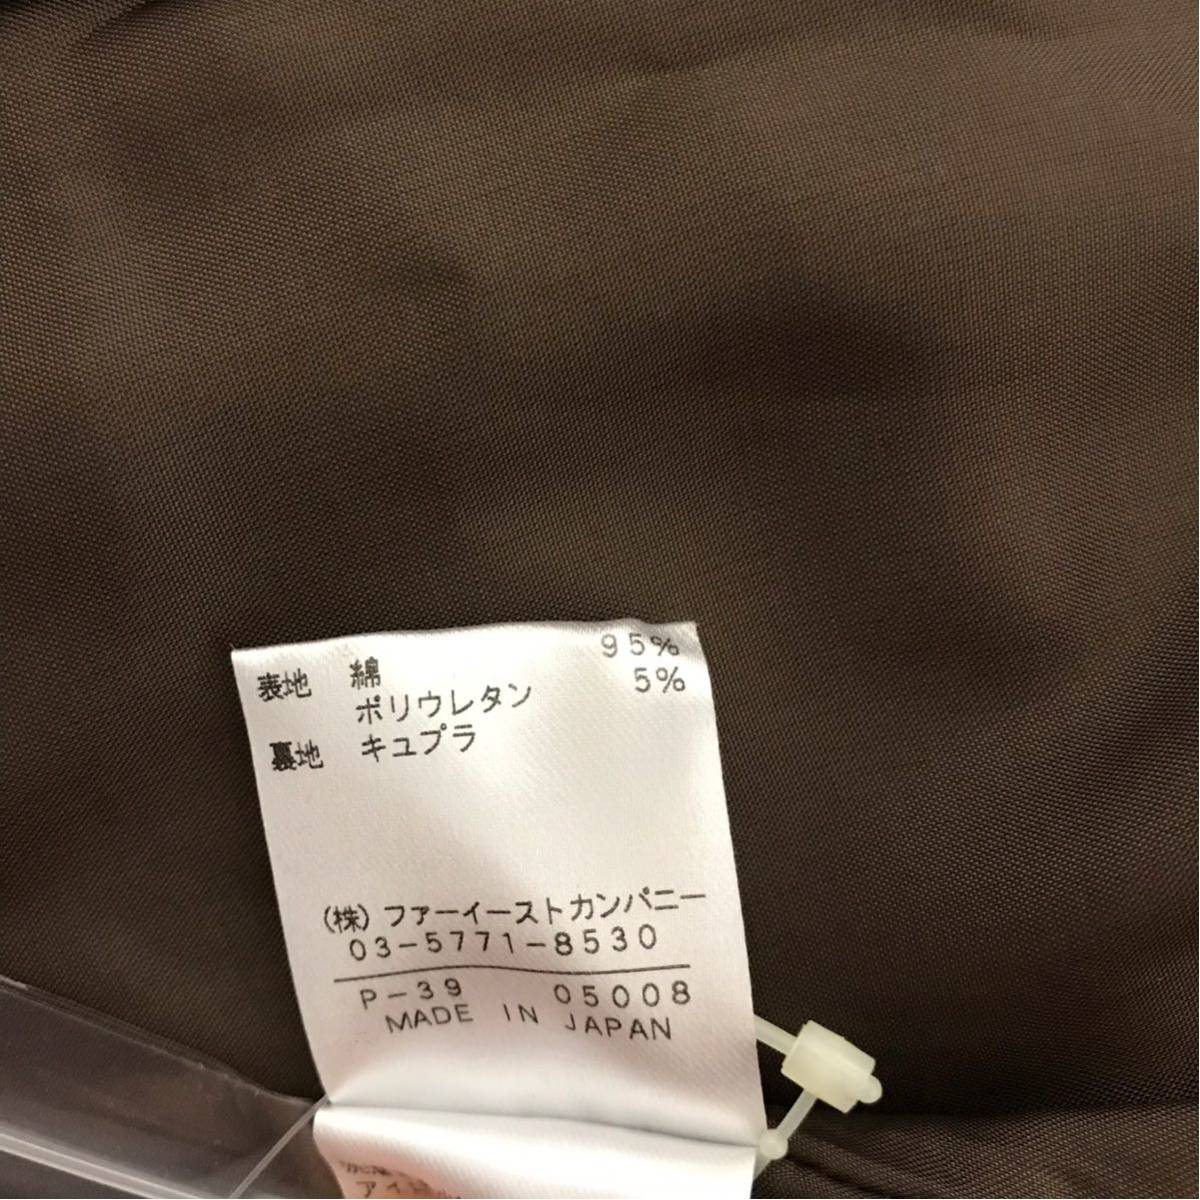 表地 綿 95%
ポリウレタン 5%
裏地 キュプラ
(株)ファーイーストカンパニー
03-5771-8530
P-39 05008
MADE IN JAPAN